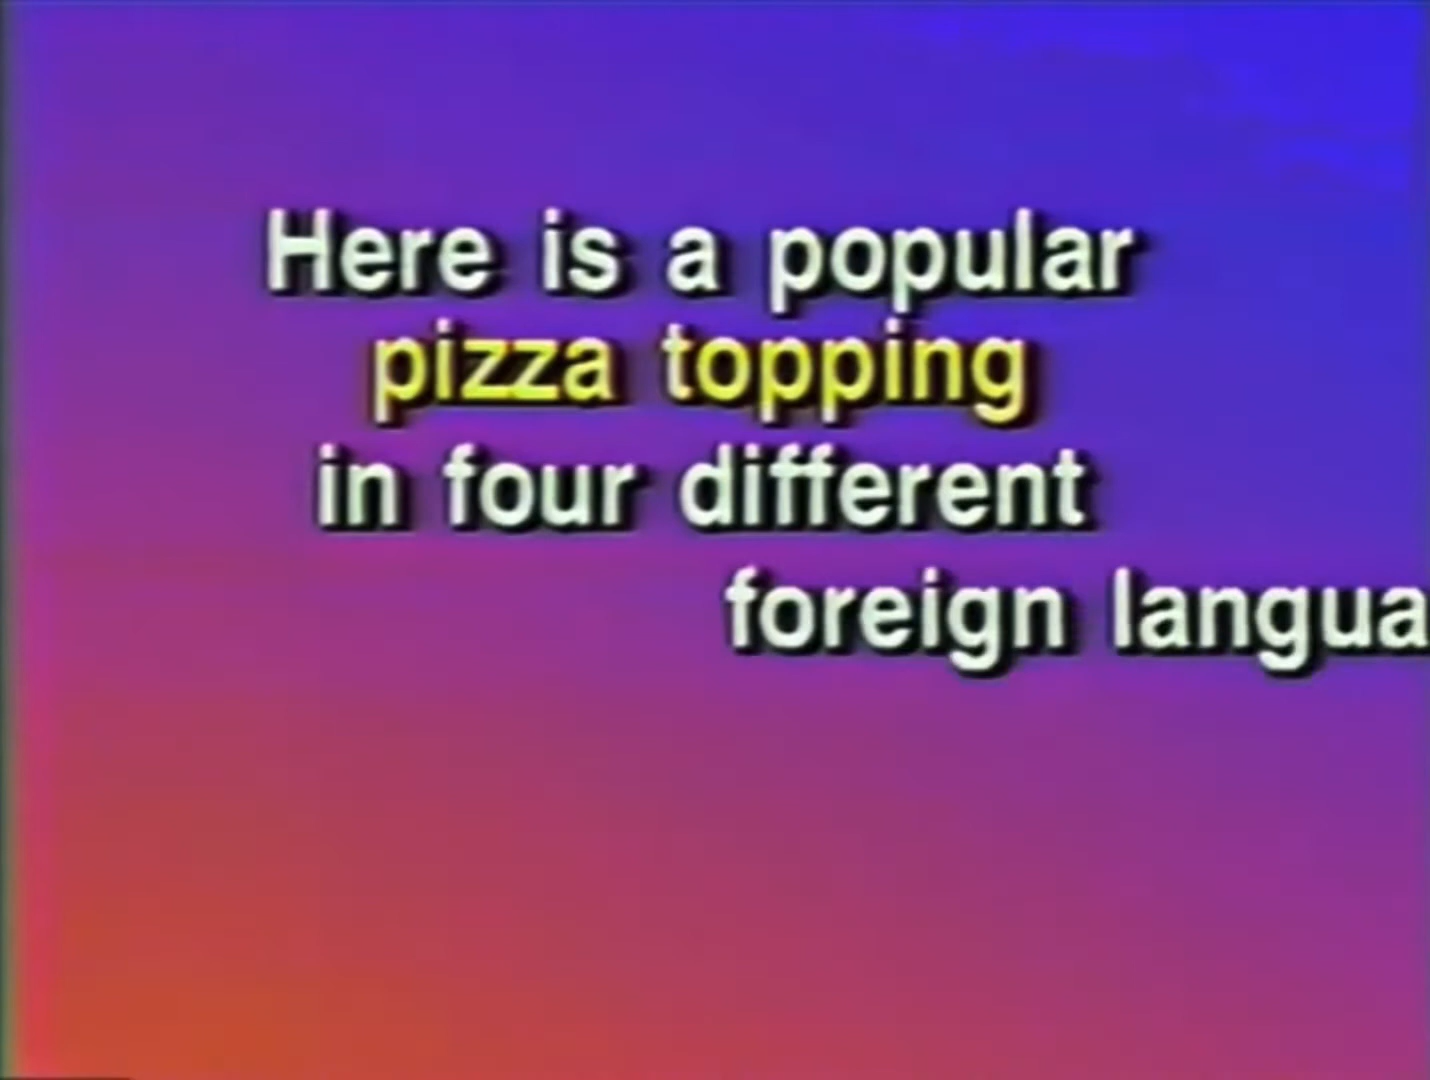 Here is a popular
pizza topping
in four different
foreign langua